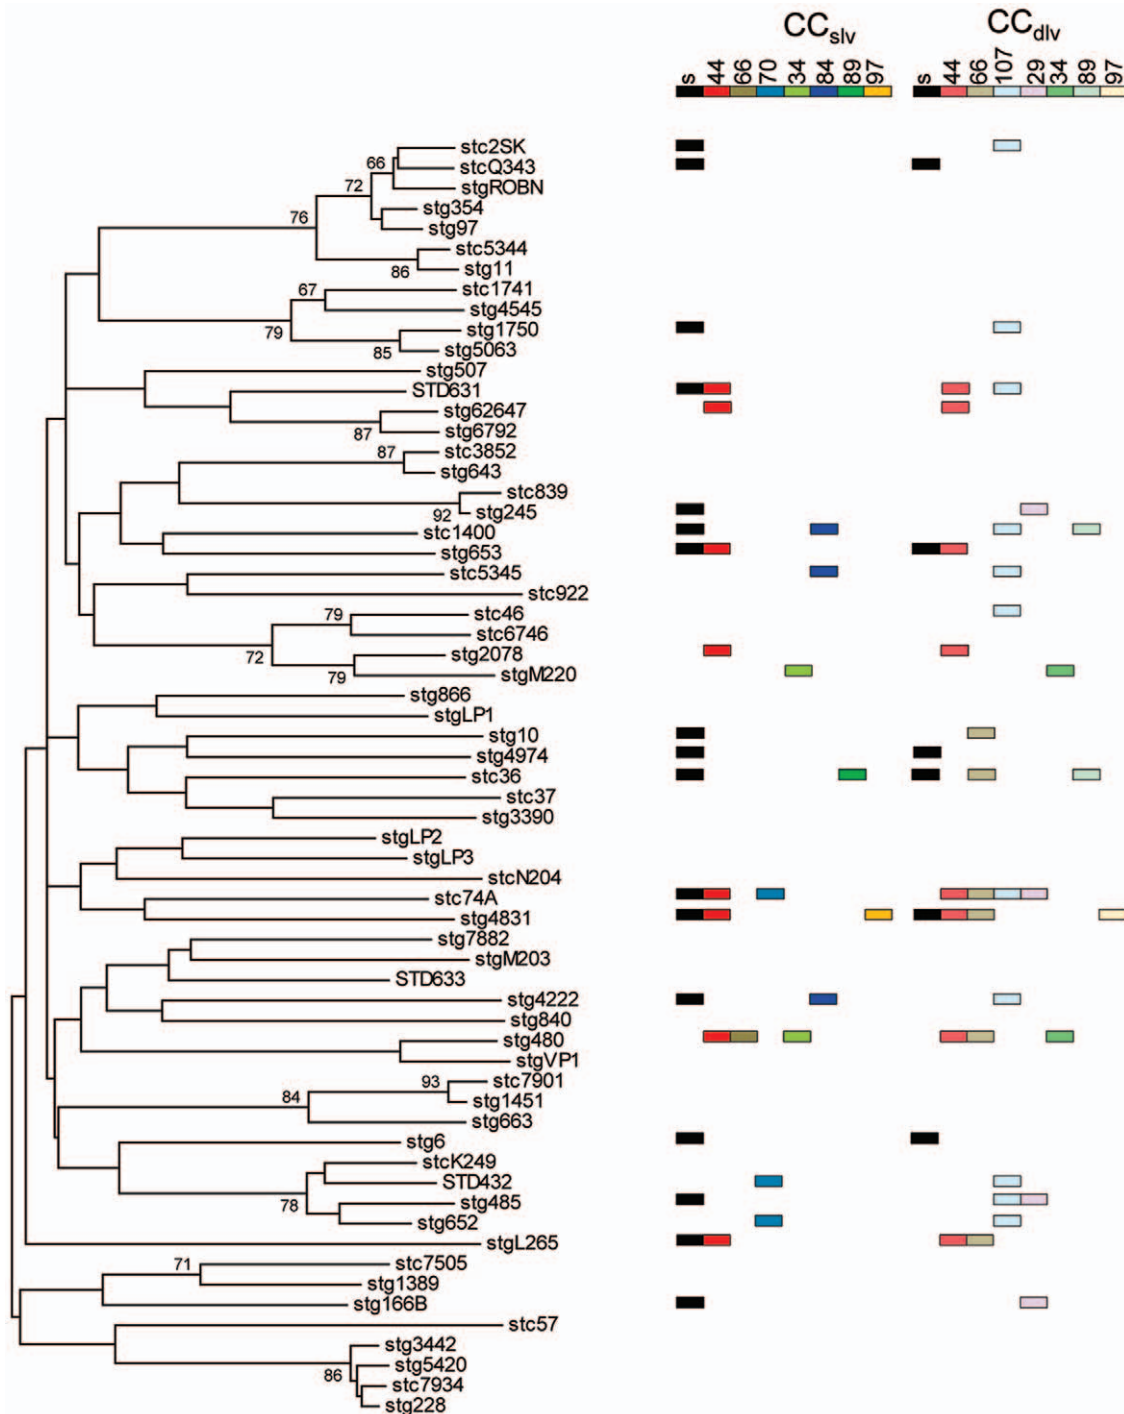 CCslv CCdlv
s 44 66 70 34 84 89 97 s 44 66 107 29 34 89 97
stc2SK
66
stcQ343
72
stgROBN
stg354
76
stg97
stc5344
86
stg11
67
stc1741
stg4545
79
stg1750
85
stg5063
stg507
STD631
stg62647
87
stg6792
87
stc3852
stg643
stc839
92
stg245
stc1400
stg653
stc5345
stc922
79
stc46
stc6746
72
stg2078
79
stgM220
stg866
stgLP1
stg10
stg4974
stc36
stc37
stg3390
stgLP2
stgLP3
stcN204
stc74A
stg4831
stg7882
stgM203
STD633
stg4222
stg840
stg480
stgVP1
93
stc7901
84
stg1451
stg663
stg6
stcK249
STD432
78
stg485
stg652
stgL265
71
stc7505
stg1389
stg166B
stc57
stg3442
86
stg5420
stc7934
stg228